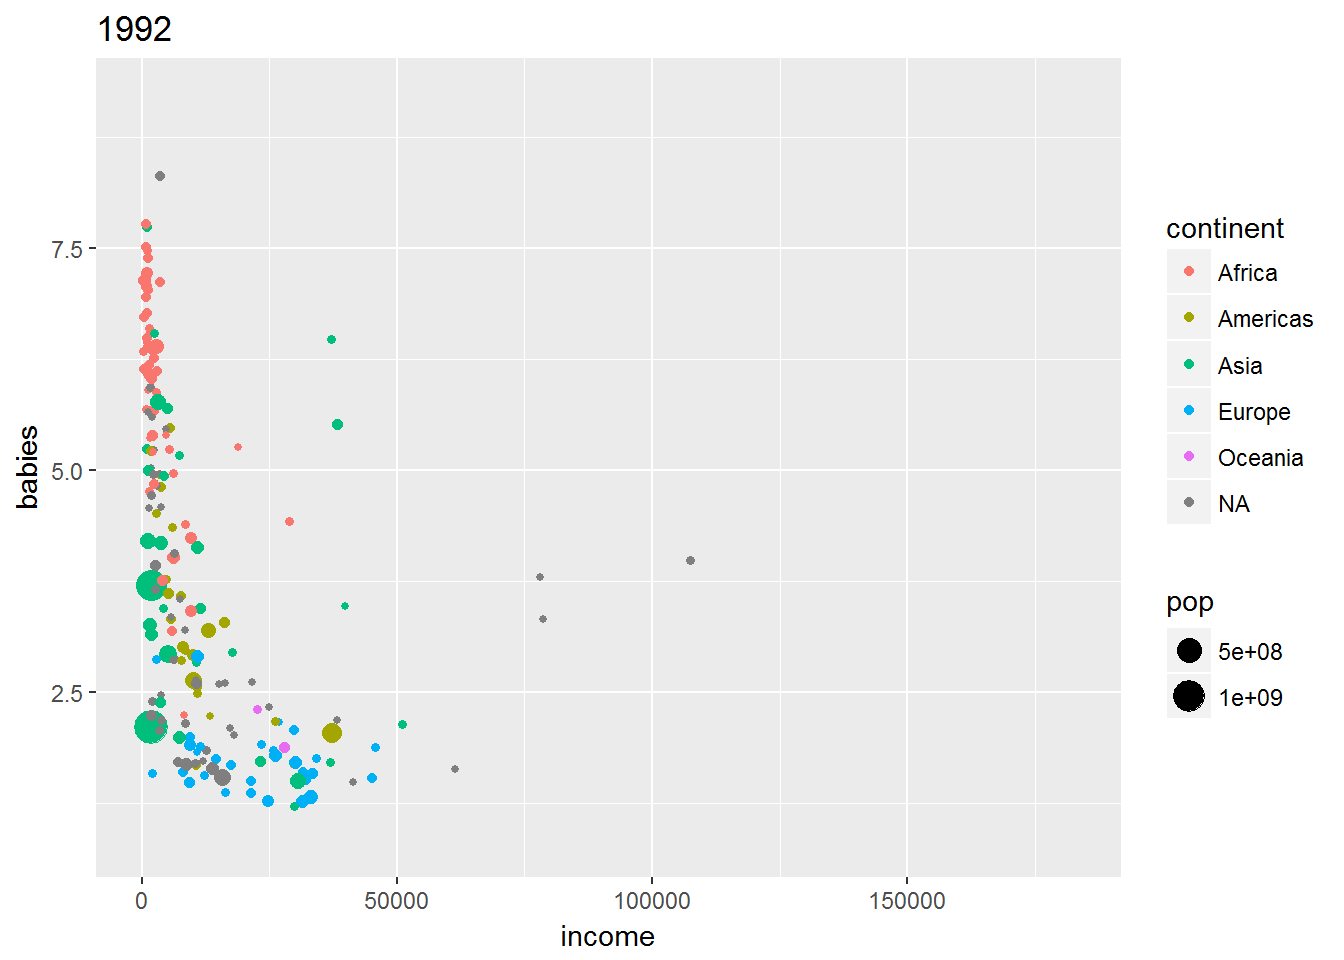 1992
babies
7.5
5.0
2.5
0
50000
100000
150000
income
continent
Africa
Americas
Asia
Europe
Oceania
NA
pop
5e+08
1e+09